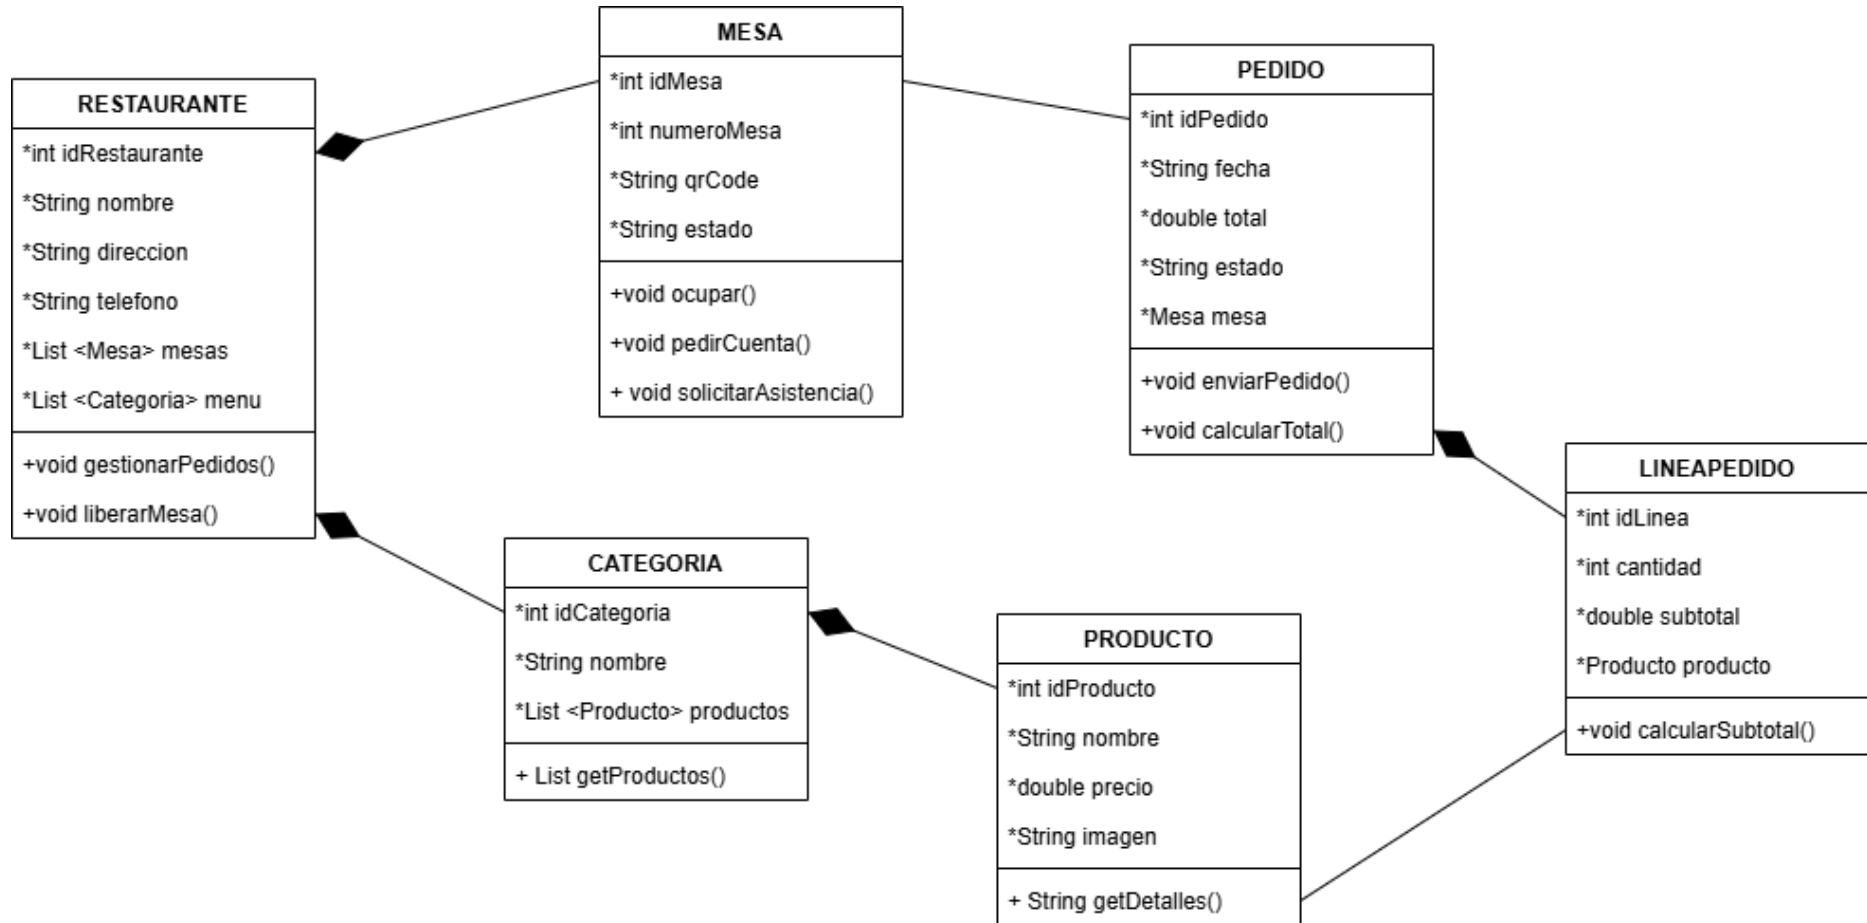 RESTAURANTE
*int idRestaurante
*String nombre
*String direccion
*String telefono
*List <Mesa> mesas
*List <Categoria> menu
+void gestionarPedidos()
+void liberarMesa()
MESA
*int idMesa
*int numeroMesa
*String qrCode
*String estado
+void ocupar()
+void pedirCuenta()
+ void solicitarAsistencia()
PEDIDO
*int idPedido
*String fecha
*double total
*String estado
*Mesa mesa
+void enviarPedido()
+void calcularTotal()
LINEAPEDIDO
*int idLinea
*int cantidad
*double subtotal
*Producto producto
+void calcularSubtotal()
CATEGORIA
*int idCategoria
*String nombre
*List <Producto> productos
+ List getProductos()
PRODUCTO
*int idProducto
*String nombre
*double precio
*String imagen
+ String getDetalles()